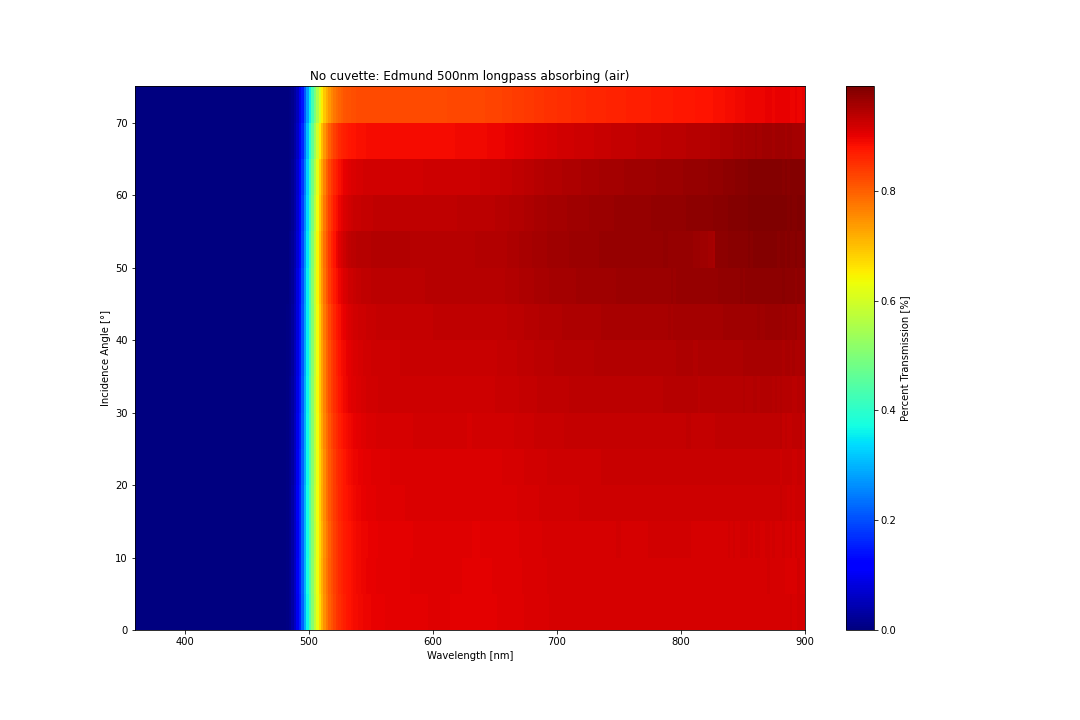 No cuvette: Edmund 500nm longpass absorbing (air)
70
60
50
40
30
20
10
0
Incidence Angle [°]
400 500 600 700 800 900
Wavelength [nm]
0.8
0.6
0.4
0.2
0.0
Percent Transmission [%]